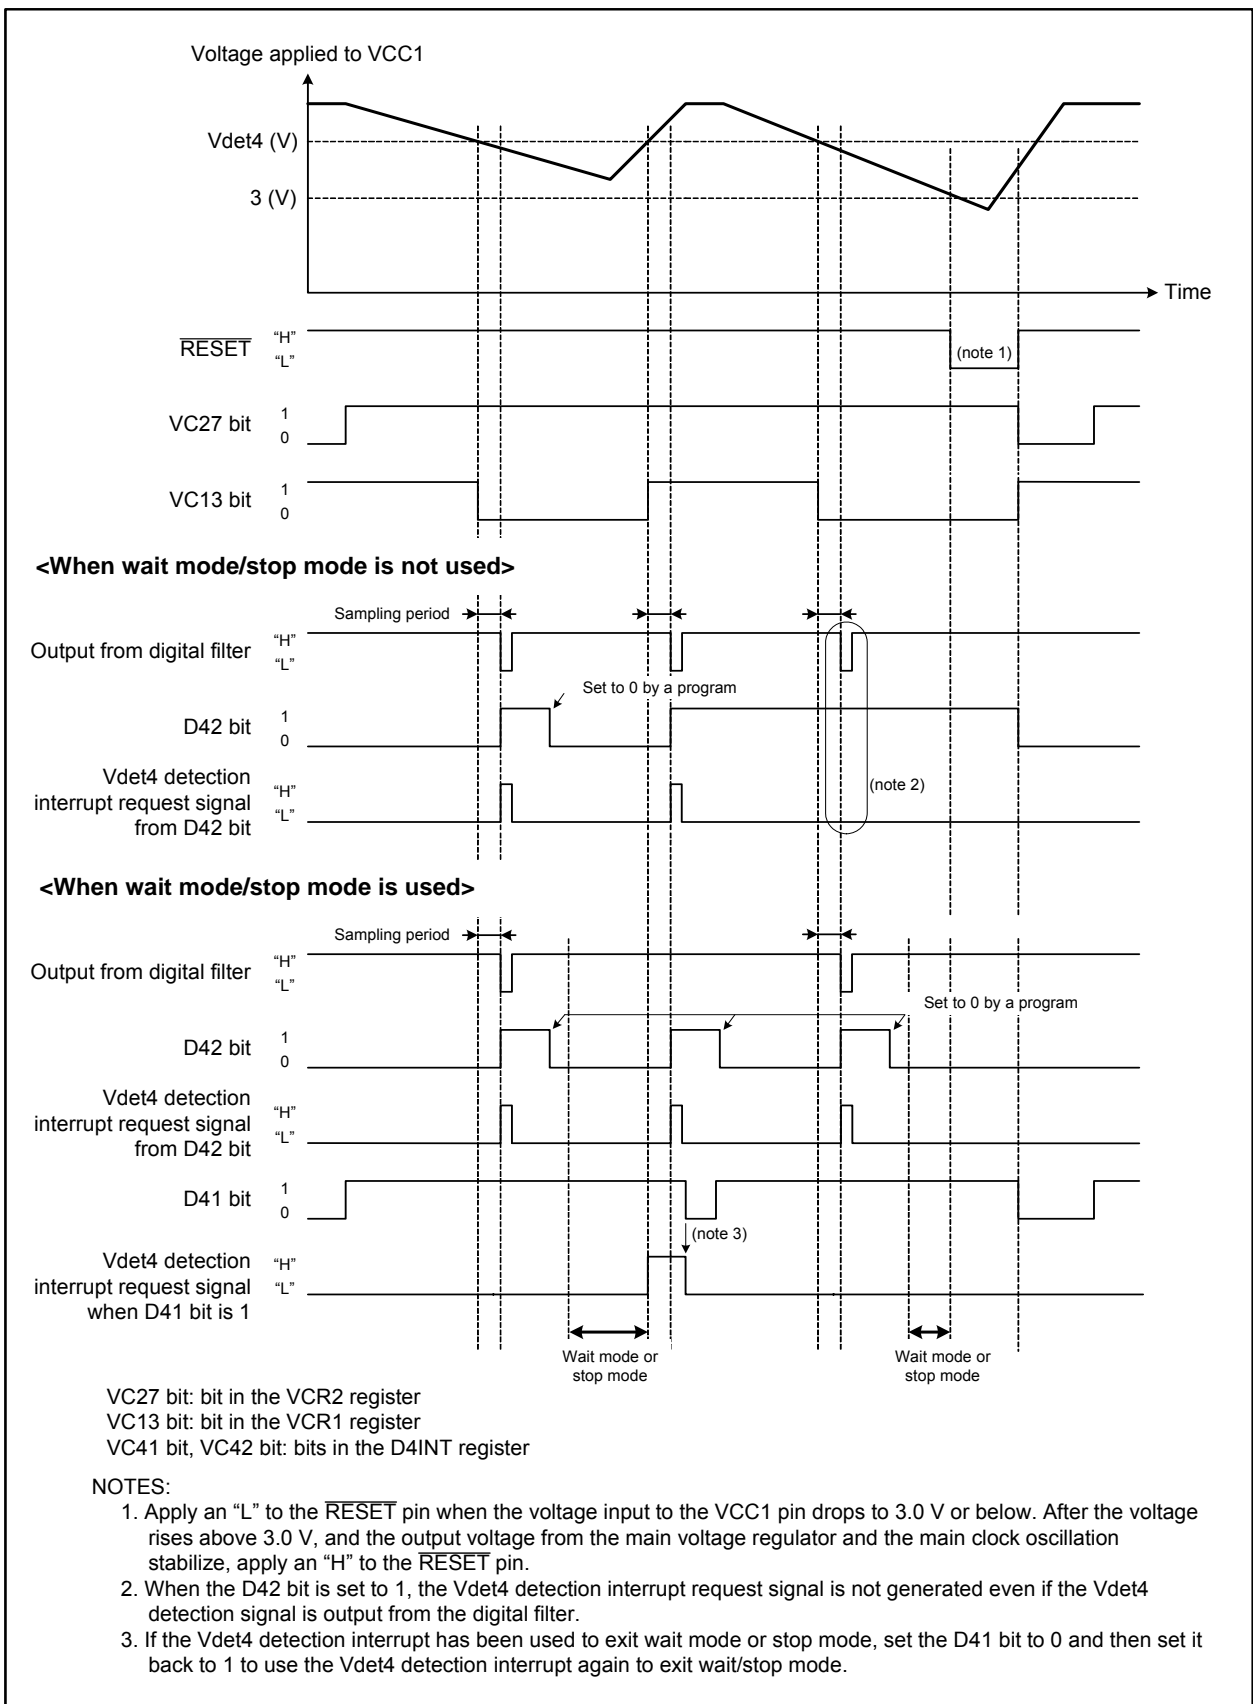 Voltage applied to VCC1
Vdet4 (V)
3 (V)
Time
RESET
“H”
“L”
(note 1)
VC27 bit
1
0
VC13 bit
1
0
<When wait mode/stop mode is not used>
Sampling period
Output from digital filter
“H”
“L”
Set to 0 by a program
D42 bit
1
0
Vdet4 detection
interrupt request signal
from D42 bit
“H”
“L”
(note 2)
<When wait mode/stop mode is used>
Sampling period
Output from digital filter
“H”
“L”
Set to 0 by a program
D42 bit
1
0
Vdet4 detection
interrupt request signal
from D42 bit
“H”
“L”
D41 bit
1
0
(note 3)
Vdet4 detection
interrupt request signal
when D41 bit is 1
“H”
“L”
Wait mode or
stop mode
Wait mode or
stop mode
VC27 bit: bit in the VCR2 register
VC13 bit: bit in the VCR1 register
VC41 bit, VC42 bit: bits in the D4INT register
NOTES:
1. Apply an “L” to the RESET pin when the voltage input to the VCC1 pin drops to 3.0 V or below. After the voltage
rises above 3.0 V, and the output voltage from the main voltage regulator and the main clock oscillation
stabilize, apply an “H” to the RESET pin.
2. When the D42 bit is set to 1, the Vdet4 detection interrupt request signal is not generated even if the Vdet4
detection signal is output from the digital filter.
3. If the Vdet4 detection interrupt has been used to exit wait mode or stop mode, set the D41 bit to 0 and then set it
back to 1 to use the Vdet4 detection interrupt again to exit wait/stop mode.